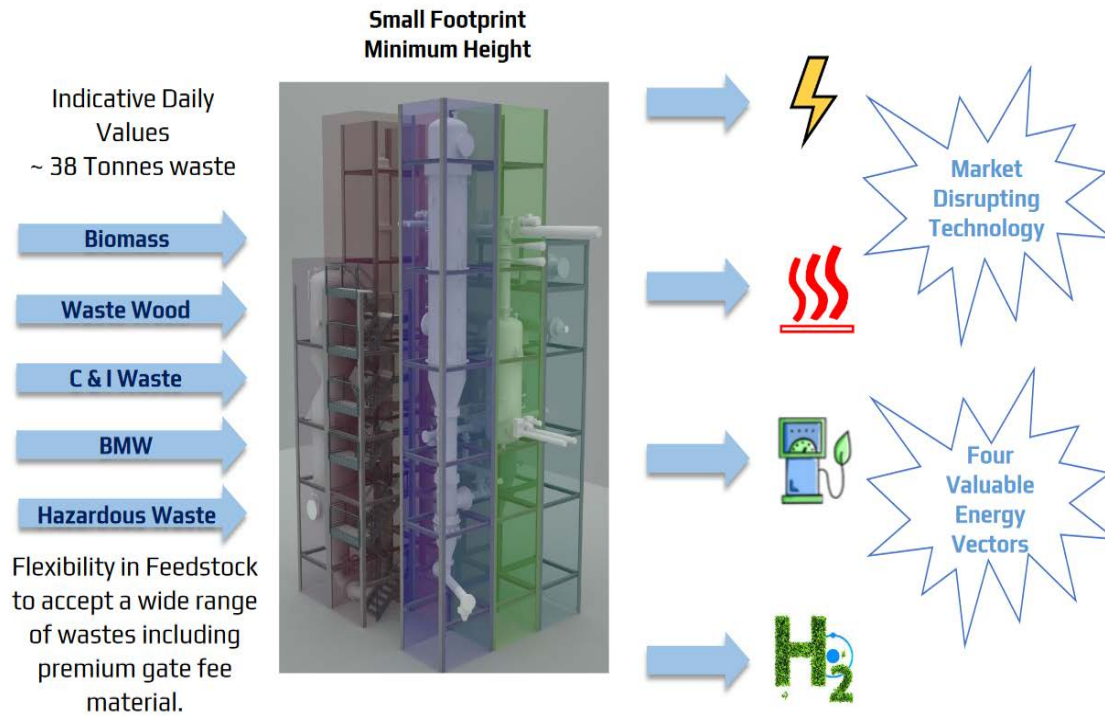 Small Footprint
Minimum Height
Indicative Daily
Values
~ 38 Tonnes waste
Biomass
Waste Wood
C & I Waste
BMW
Hazardous Waste
Flexibility in Feedstock
to accept a wide range
of wastes including
premium gate fee
material.
Market
Disrupting
Technology
Four
Valuable
Energy
Vectors
H2